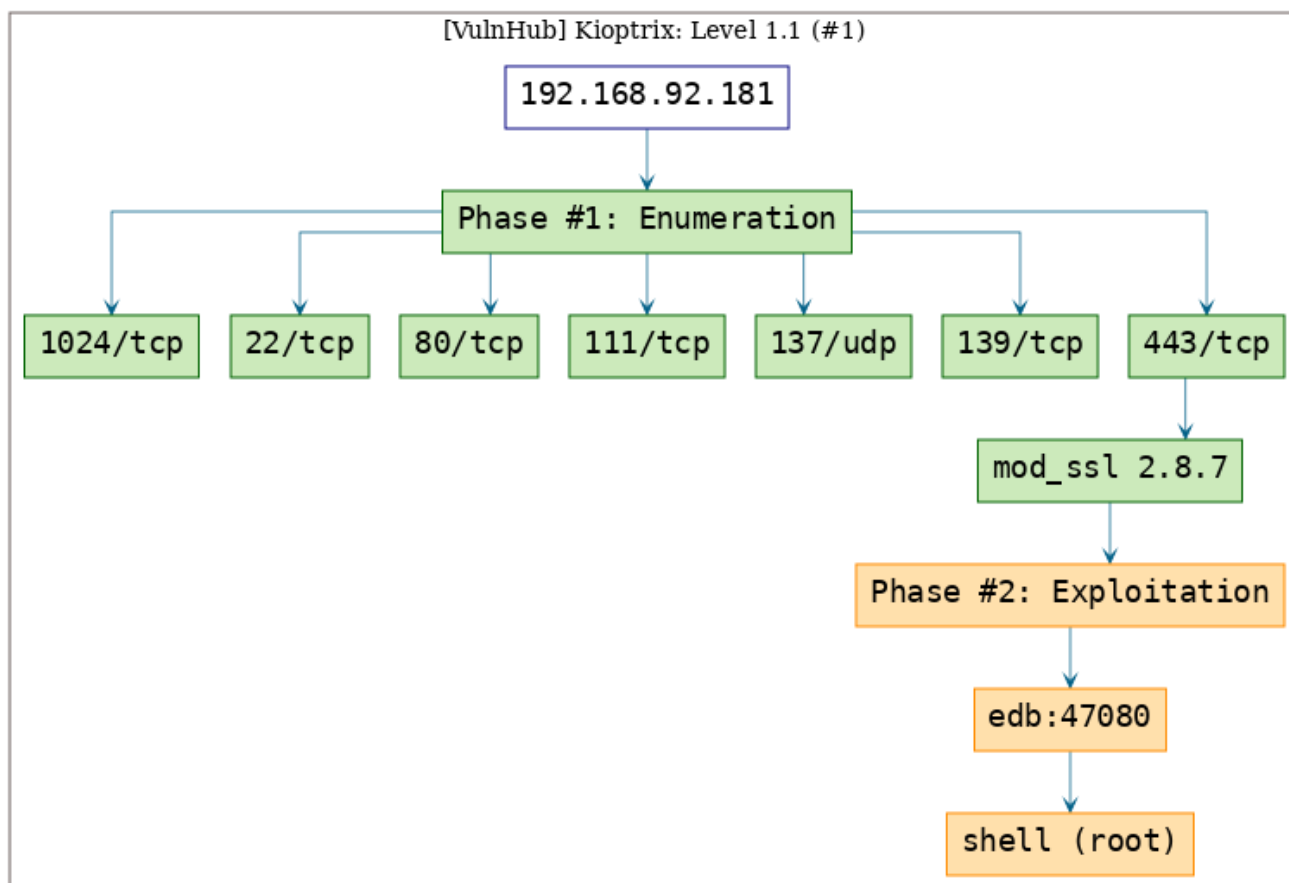 [VulnHub] Kioptrix: Level 1.1 (#1)
192.168.92.181
Phase #1: Enumeration
1024/tcp
22/tcp
80/tcp
111/tcp
137/udp
139/tcp
443/tcp
mod_ssl 2.8.7
Phase #2: Exploitation
edb:47080
shell (root)